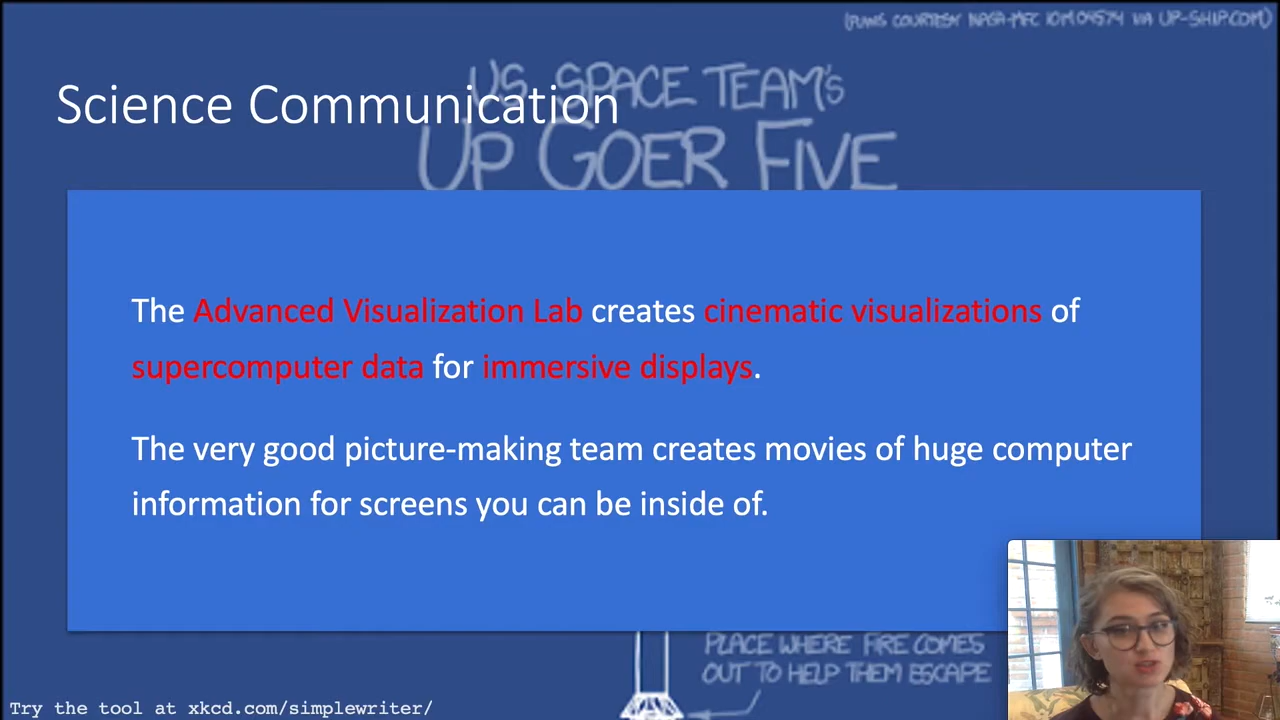 (PLANS COURTESY NASA-MFC 10M04574 VIA UP-SHIP.COM)
US SPACE TEAM'S
Science Communication
UP GOER FIVE
The Advanced Visualization Lab creates cinematic visualizations of
supercomputer data for immersive displays.
The very good picture-making team creates movies of huge computer
information for screens you can be inside of.
PLACE WHERE FIRE COMES
OUT TO HELP THEM ESCAPE
Try the tool at xkcd.com/simplewriter/